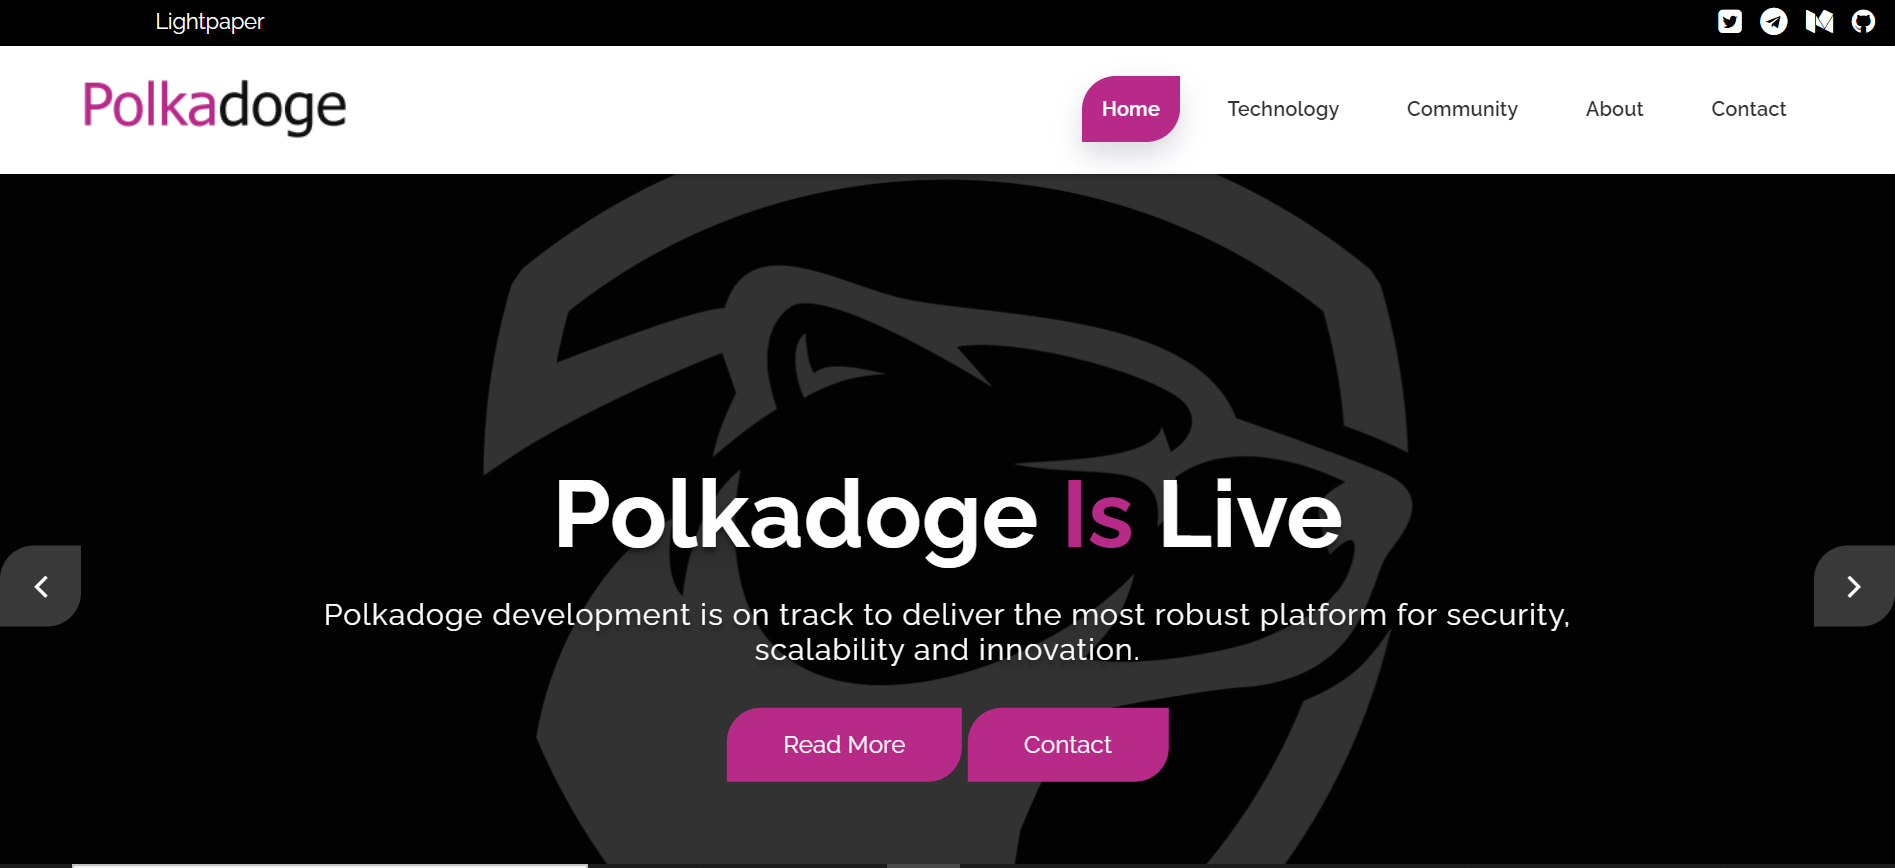 Lightpaper
Polkadoge
Home Technology Community About Contact
Polkadoge Is Live
Polkadoge development is on track to deliver the most robust platform for security,
scalability and innovation.
Read More Contact